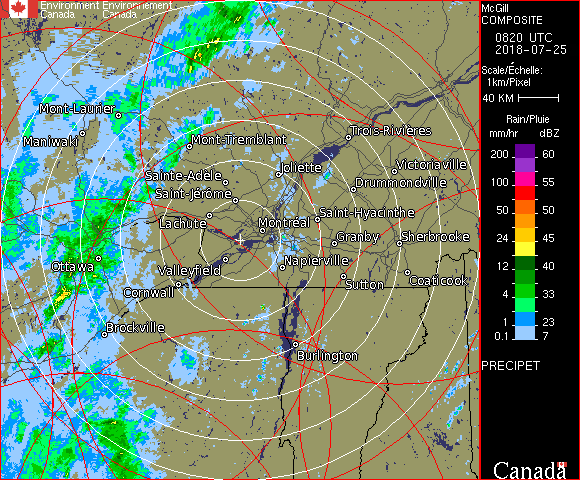 Environment Environnement
Canada Canada
McGill
COMPOSITE
0820 UTC
2018-07-25
Scale/Échelle:
1km/Pixel
40 KM
Rain/Pluie
mm/hr dBZ
200 60
100 55
50 50
24 45
12 40
8 33
4 30
1 23
0.1 7
PRECIPET
Canada
Mont-Laurier
Maniwaki
Mont-Tremblant
Trois-Rivières
Sainte-Adèle
Joliette
Victoriaville
Saint-Jérôme
Drummondville
Lachute
Montréal
Saint-Hyacinthe
Granby
Sherbrooke
Ottawa
Valleyfield
Napierville
Cornwall
Sutton
Coaticook
Brockville
Burlington